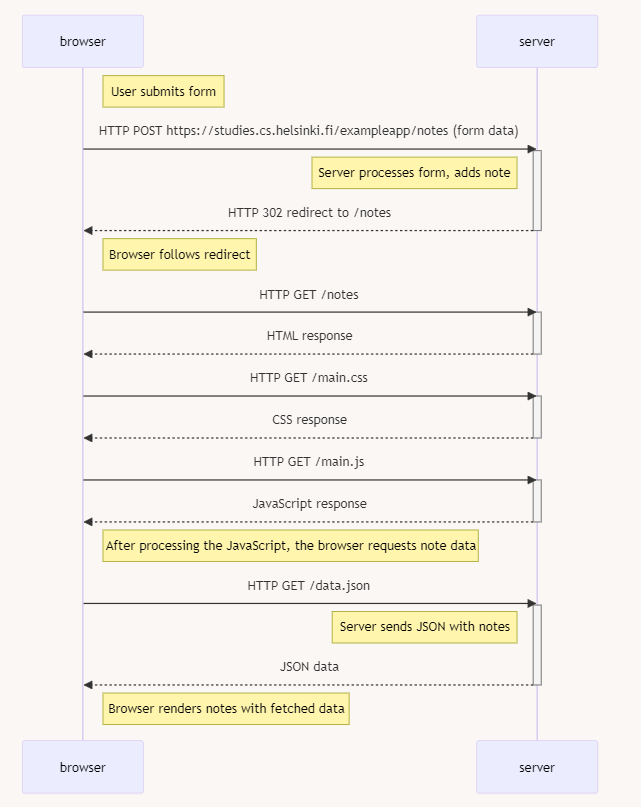 browser
server
User submits form
HTTP POST https://studies.cs.helsinki.fi/exampleapp/notes (form data)
Server processes form, adds note
HTTP 302 redirect to /notes
Browser follows redirect
HTTP GET /notes
HTML response
HTTP GET /main.css
CSS response
HTTP GET /main.js
JavaScript response
After processing the JavaScript, the browser requests note data
HTTP GET /data.json
Server sends JSON with notes
JSON data
Browser renders notes with fetched data
browser
server